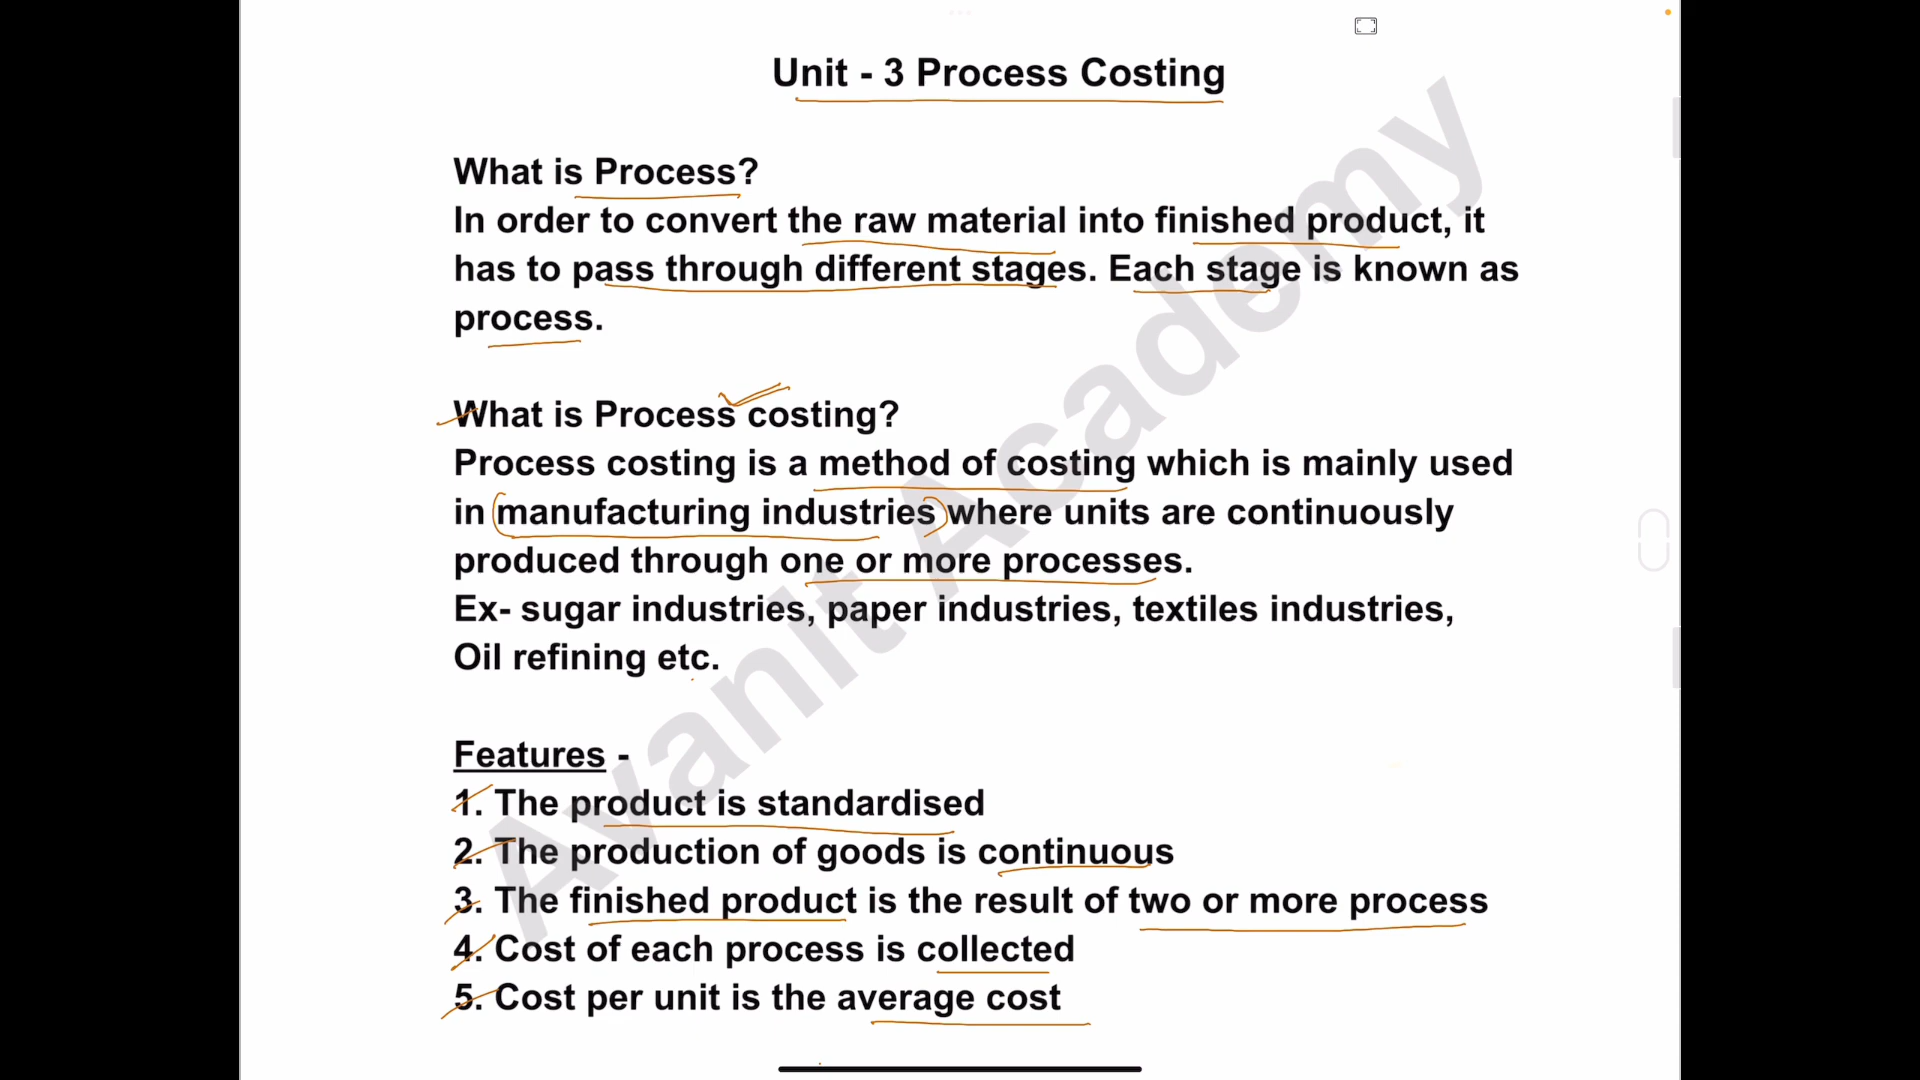 Unit - 3 Process Costing
What is Process?
In order to convert the raw material into finished product, it
has to pass through different stages. Each stage is known as
process.
What is Process costing?
Process costing is a method of costing which is mainly used
in manufacturing industries where units are continuously
produced through one or more processes.
Ex- sugar industries, paper industries, textiles industries,
Oil refining etc.
Features -
1. The product is standardised
2. The production of goods is continuous
3. The finished product is the result of two or more process
4. Cost of each process is collected
5. Cost per unit is the average cost
Avanit Academy